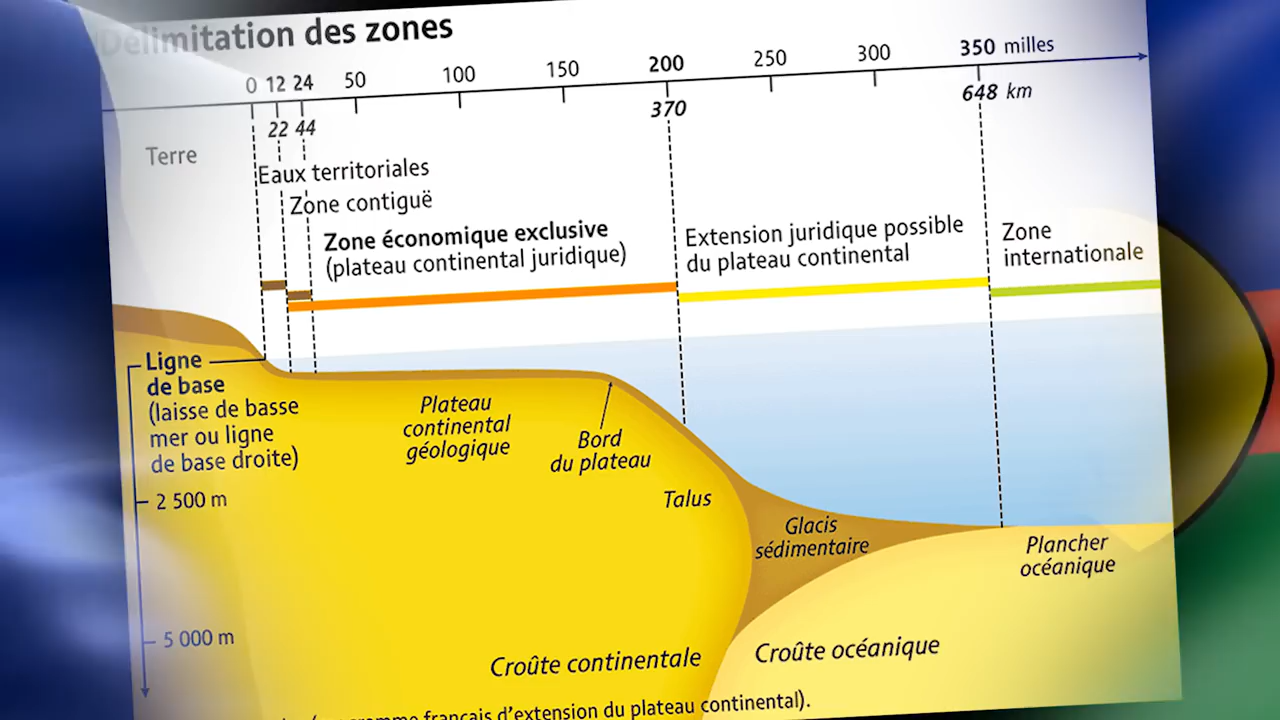 Délimitation des zones
0 12 24 50 100 150 200 250 300 350 milles
22 44 370 648 km
Terre
Eaux territoriales
Zone contiguë
Zone économique exclusive
(plateau continental juridique)
Extension juridique possible
du plateau continental
Zone
internationale
Ligne
de base
(laisse de basse
mer ou ligne
de base droite)
Plateau
continental
géologique
Bord
du plateau
2 500 m
Talus
Glacis
sédimentaire
Plancher
océanique
5 000 m
Croûte continentale
Croûte océanique
français d'extension du plateau continental).